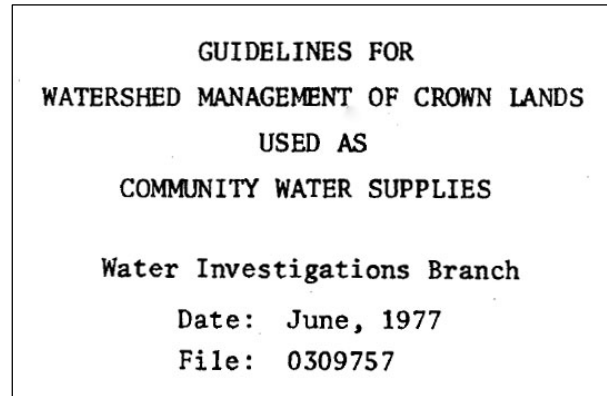 GUIDELINES FOR
WATERSHED MANAGEMENT OF CROWN LANDS
USED AS
COMMUNITY WATER SUPPLIES
Water Investigations Branch
Date: June, 1977
File: 0309757